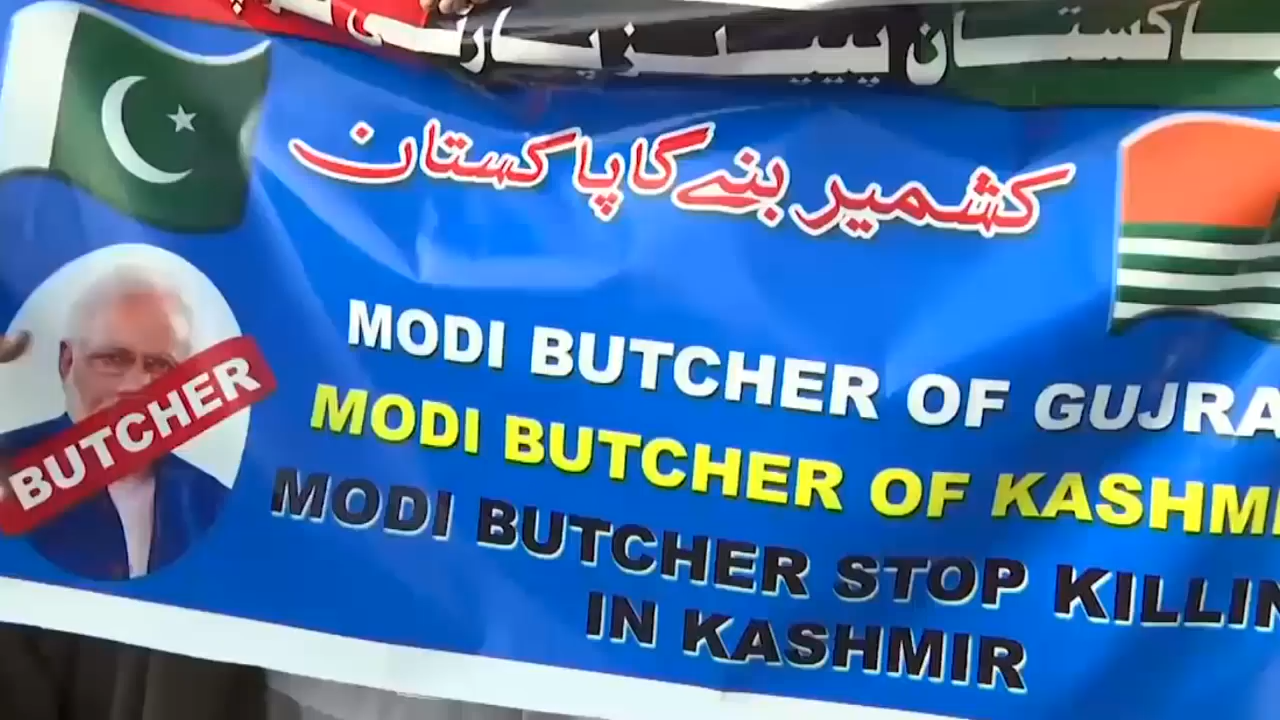 پاکستان پیپلز پارٹی
کشمیر بنے گا پاکستان
MODI BUTCHER OF GUJRA
BUTCHER
MODI BUTCHER OF KASHMI
MODI BUTCHER STOP KILLIN
IN KASHMIR